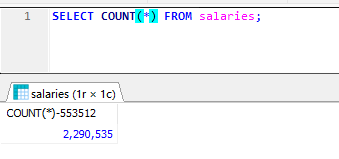 1 SELECT COUNT(*) FROM salaries;
salaries (1r × 1c)
COUNT(*)-553512
2,290,535